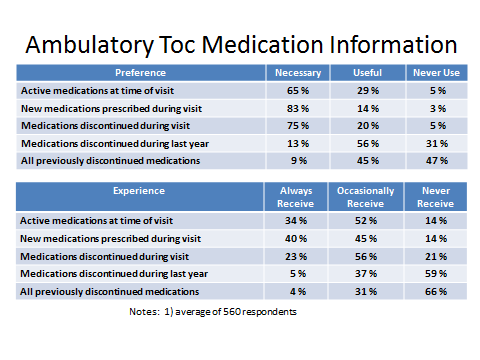 Ambulatory Toc Medication Information
Preference Necessary Useful Never Use
Active medications at time of visit 65 % 29 % 5 %
New medications prescribed during visit 83 % 14 % 3 %
Medications discontinued during visit 75 % 20 % 5 %
Medications discontinued during last year 13 % 56 % 31 %
All previously discontinued medications 9 % 45 % 47 %
Experience Always Receive Occasionally Receive Never Receive
Active medications at time of visit 34 % 52 % 14 %
New medications prescribed during visit 40 % 45 % 14 %
Medications discontinued during visit 23 % 56 % 21 %
Medications discontinued during last year 5 % 37 % 59 %
All previously discontinued medications 4 % 31 % 66 %
Notes: 1) average of 560 respondents